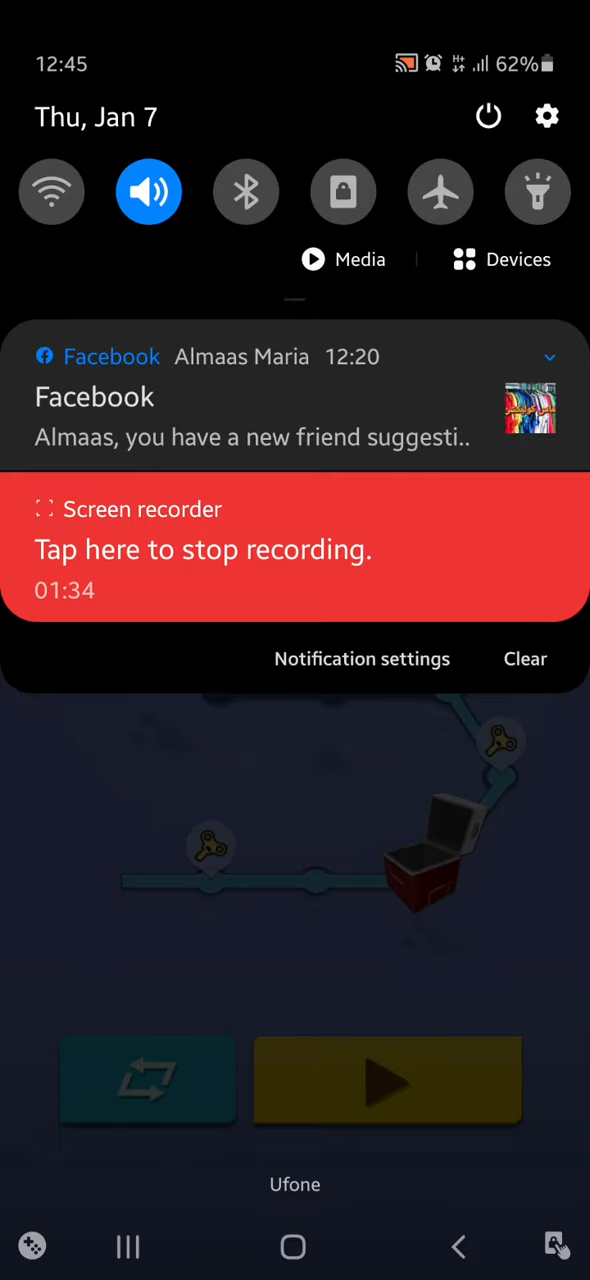 12:45 62%
Thu, Jan 7
Media Devices
Facebook Almaas Maria 12:20
Facebook
Almaas, you have a new friend suggesti..
Screen recorder
Tap here to stop recording.
01:34
Notification settings Clear
Ufone